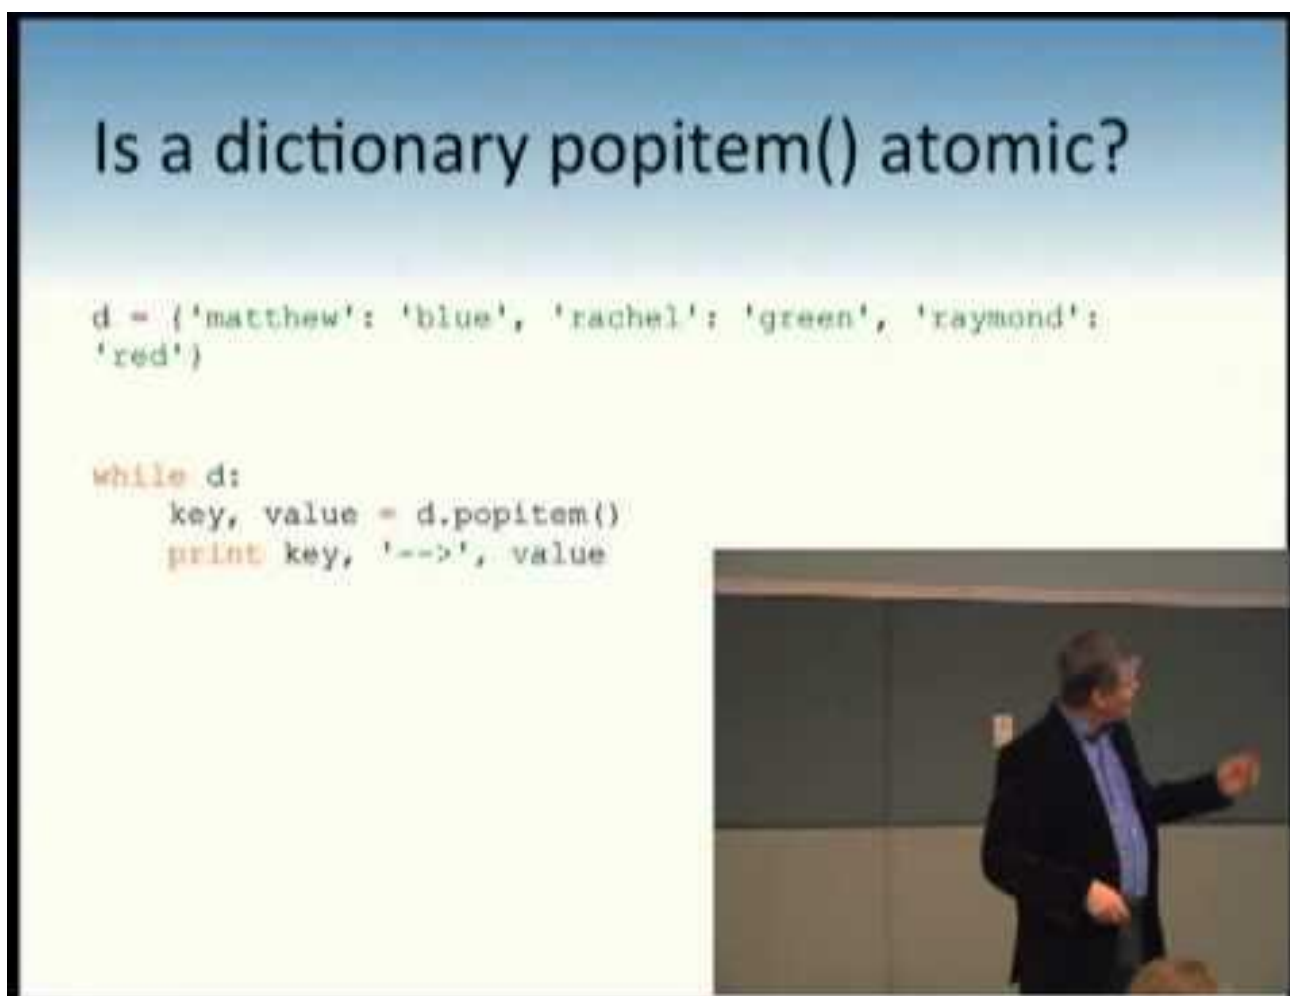 Is a dictionary popitem() atomic?
d = {'matthew': 'blue', 'rachel': 'green', 'raymond':
'red'}
while d:
key, value = d.popitem()
print key, '-->', value